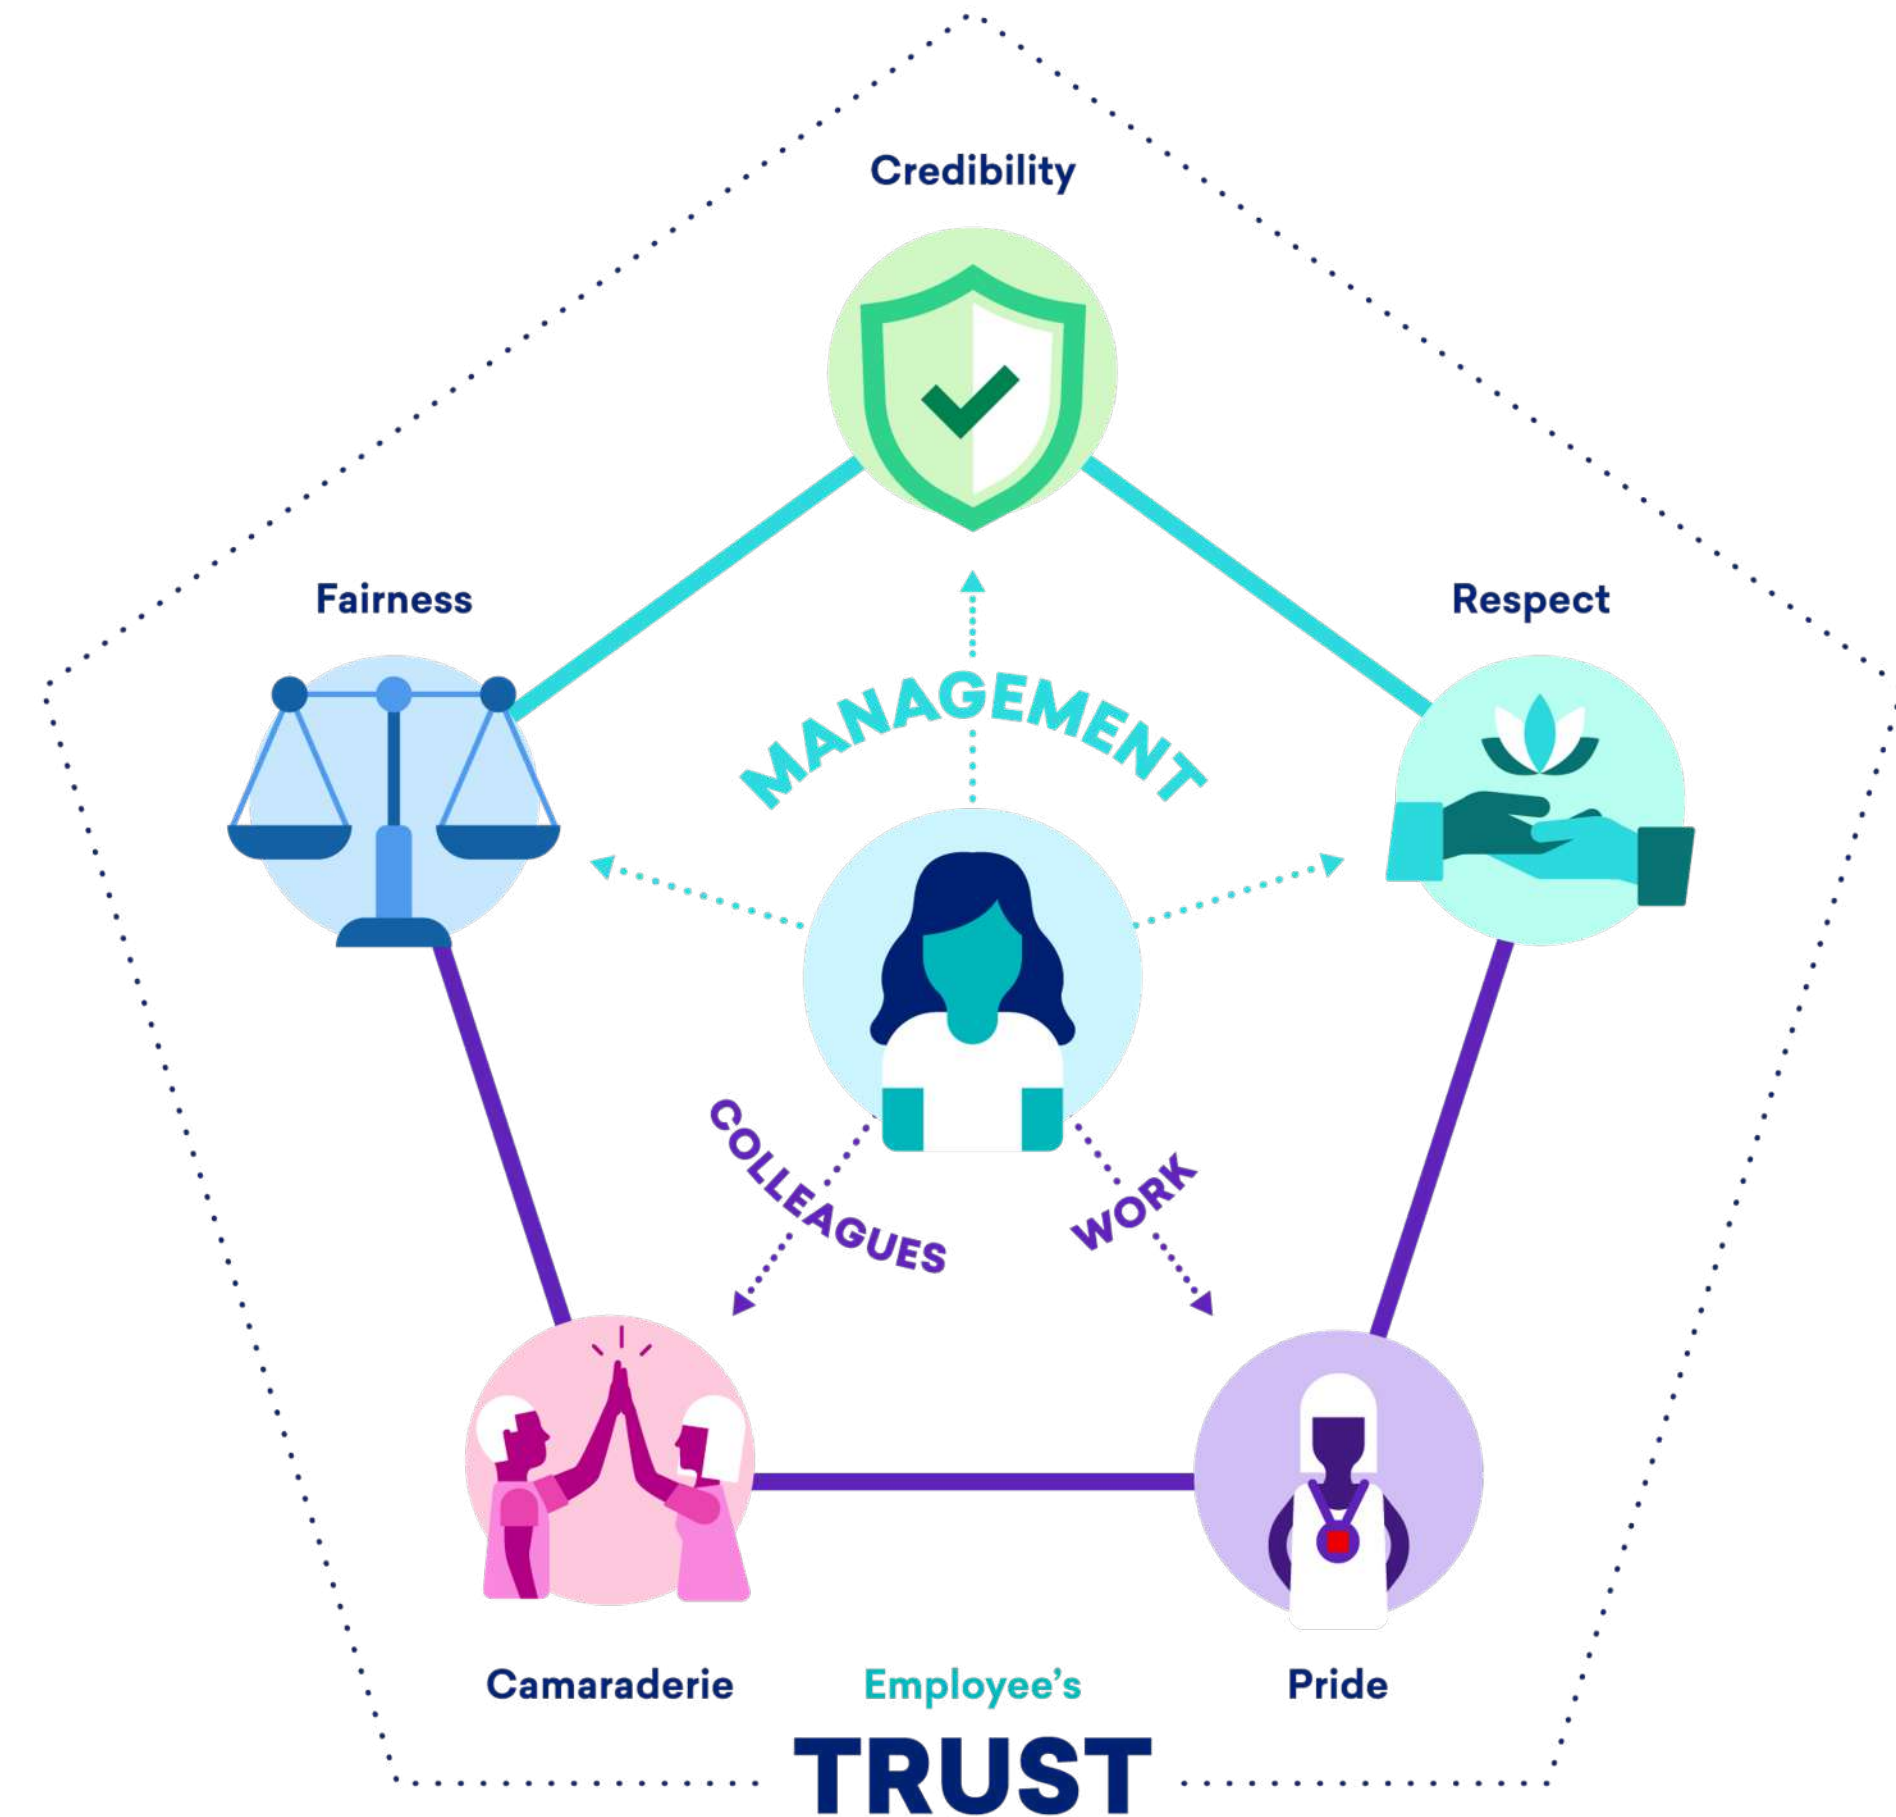 Credibility
Fairness
Respect
MANAGEMENT
COLLEAGUES
WORK
Camaraderie
Employee’s
Pride
TRUST